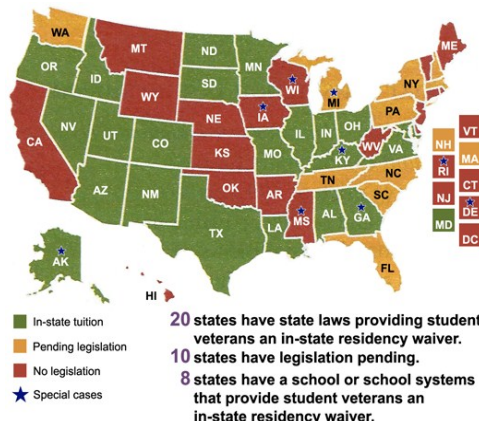 WA
MT
ND
MN
ME
OR
ID
SD
WI
MI
NY
WY
NE
IA
PA
NV
UT
CO
KS
MO
IL
IN
OH
WV
VA
KY
CA
AZ
NM
OK
AR
TN
NC
SC
TX
LA
MS
AL
GA
FL
AK
HI
NH
VT
RI
MA
NJ
CT
MD
DE
DC
In-state tuition
Pending legislation
No legislation
Special cases
20 states have state laws providing student
veterans an in-state residency waiver.
10 states have legislation pending.
8 states have a school or school systems
that provide student veterans an
in-state residency waiver.